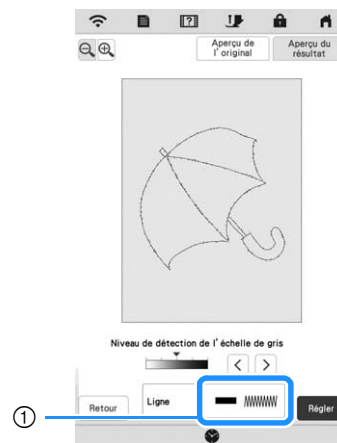 Aperçu de
l'original
Aperçu du
résultat
Niveau de détection de l'échelle de gris
Retour
Ligne
Régler
①